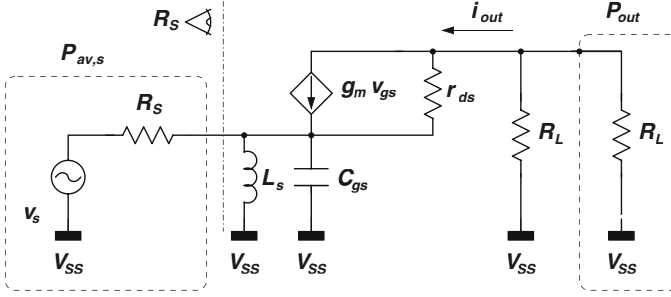 R_S
i_out
P_out
P_av,s
g_m v_gs
r_ds
R_S
R_L
R_L
v_s
L_s
C_gs
V_SS
V_SS
V_SS
V_SS
V_SS